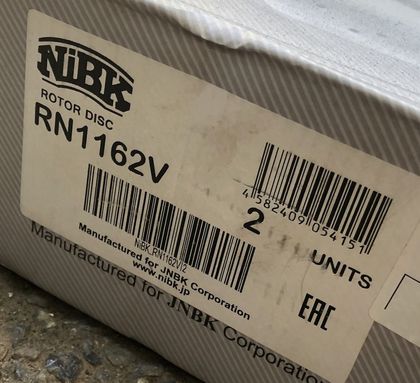 NiBK
ROTOR DISC
RN1162V
4582409054151
2 UNITS
NiBK.RN1162V/2
Manufactured for JNBK Corporation
www.nibk.jp
EAC
Manufactured for JNBK Corporation